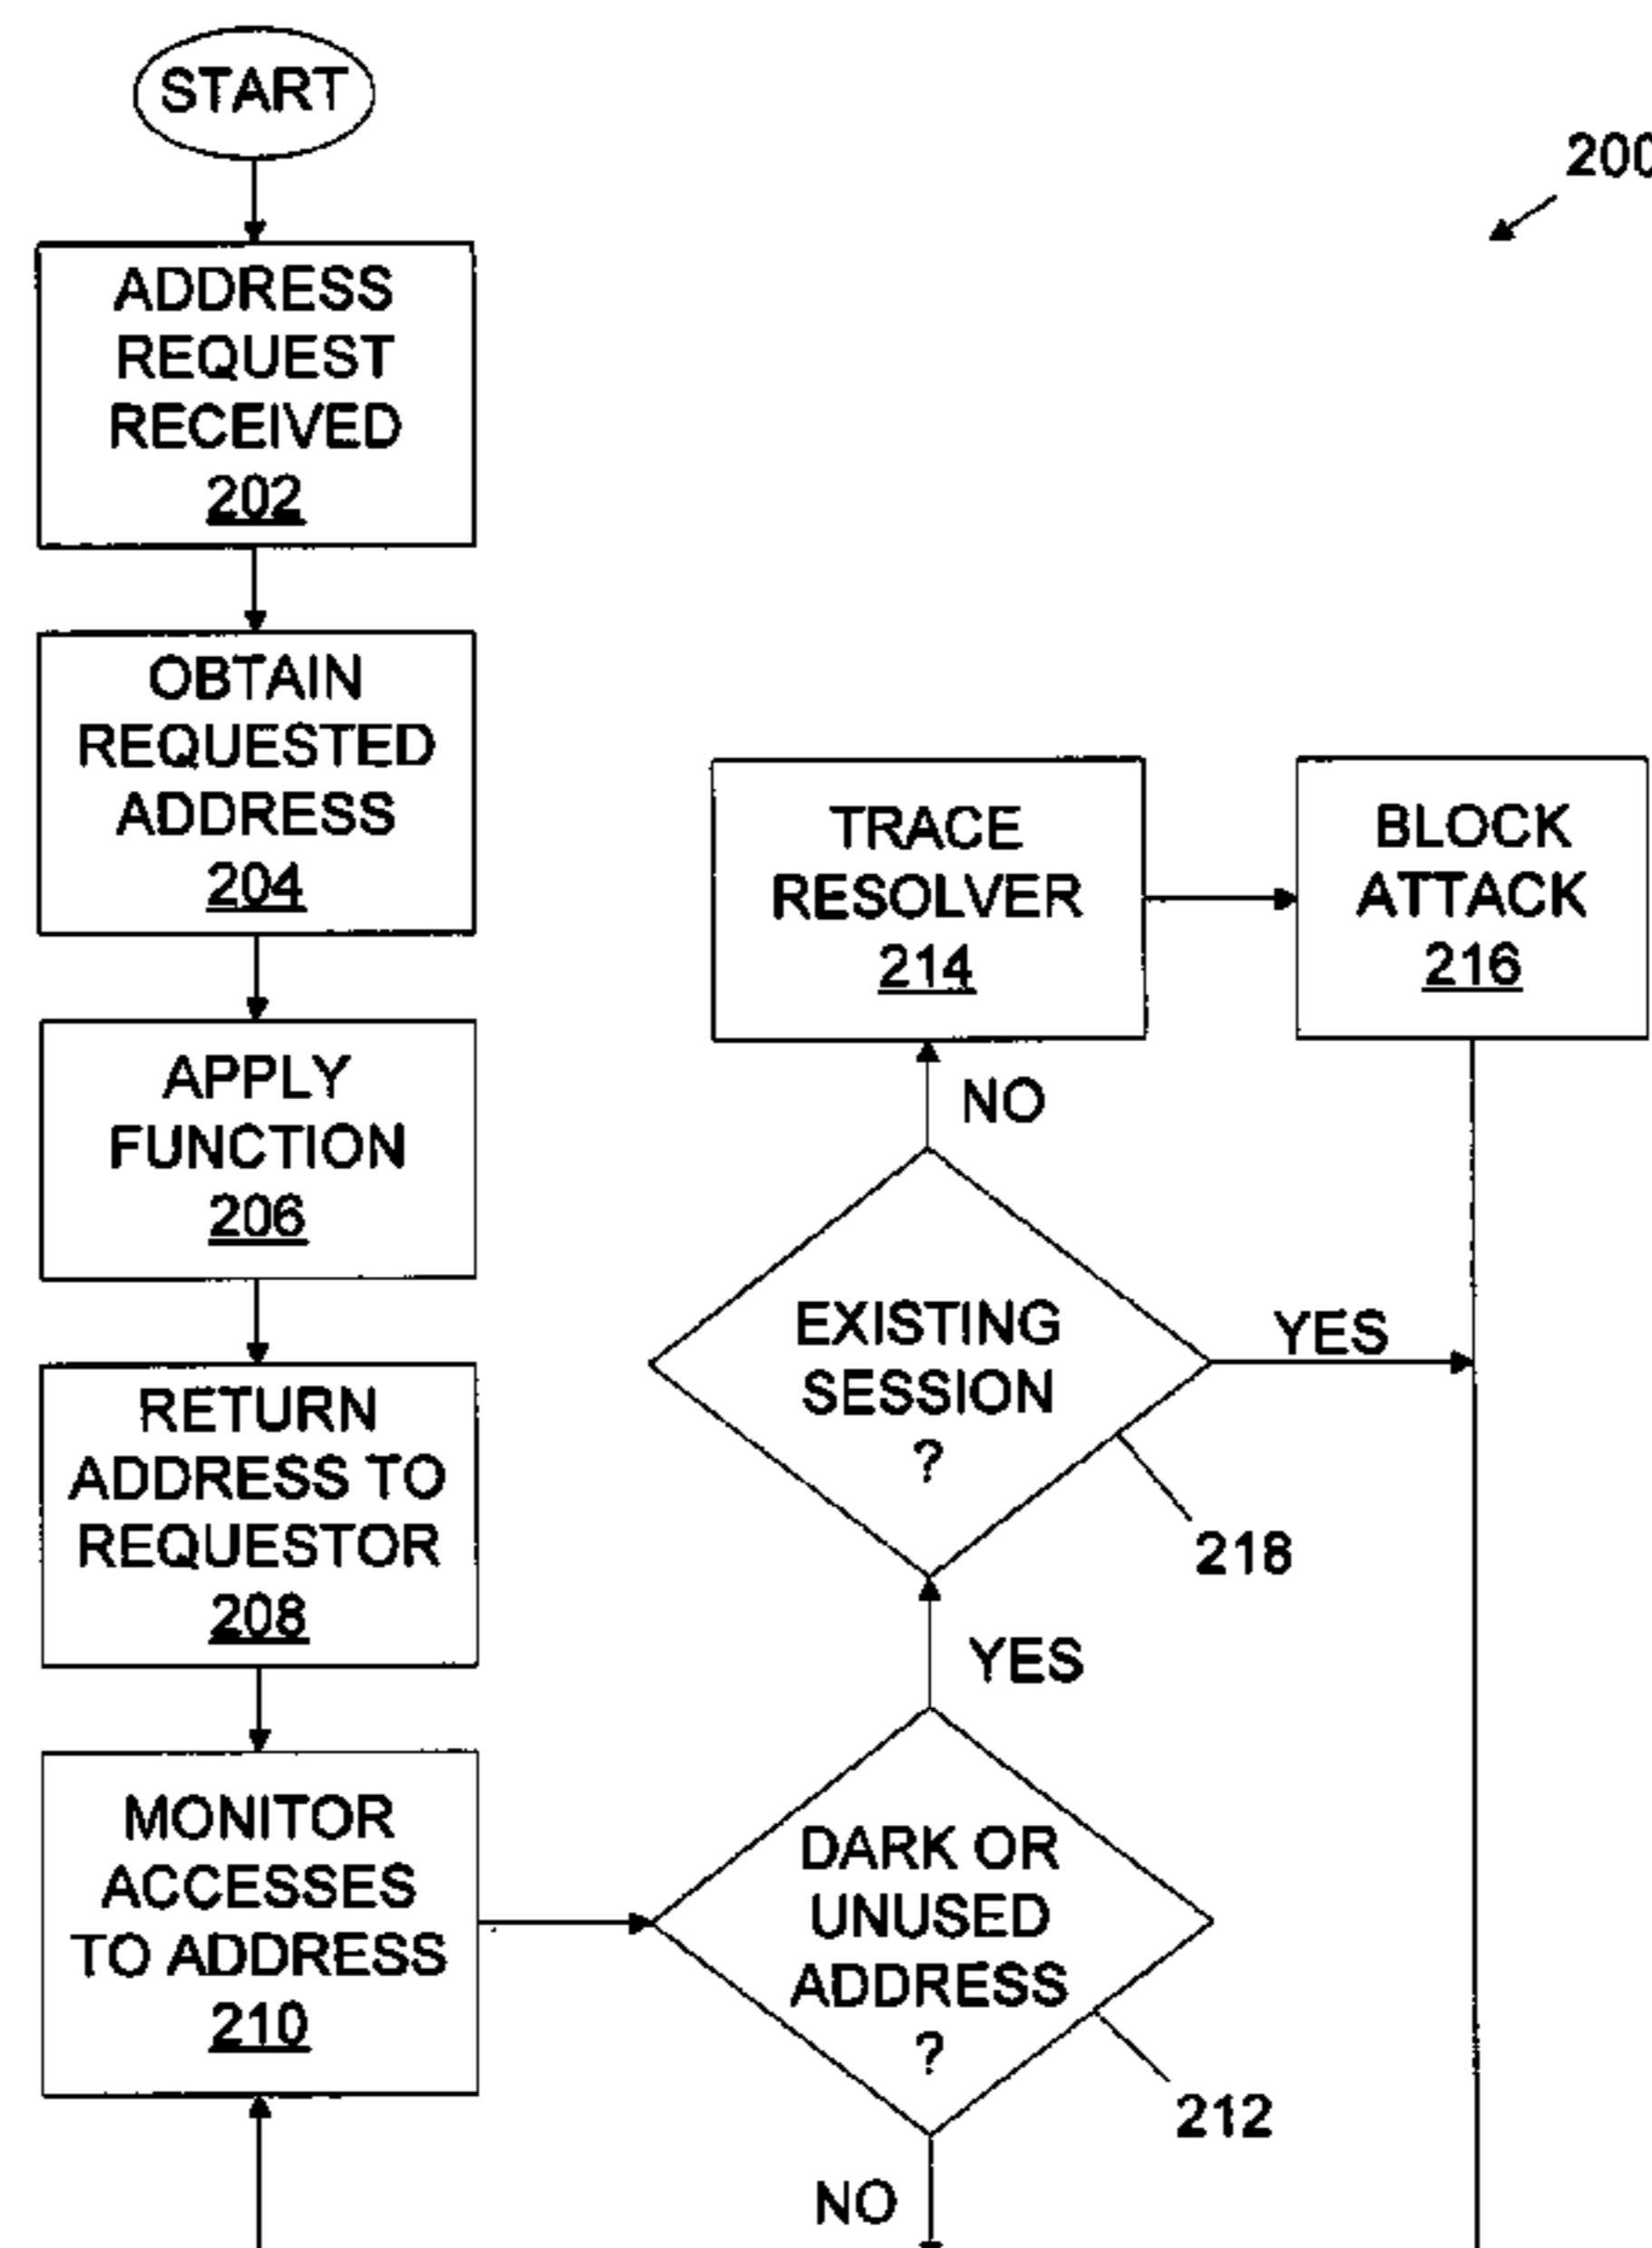 START
200
ADDRESS
REQUEST
RECEIVED
202
OBTAIN
REQUESTED
ADDRESS
204
APPLY
FUNCTION
206
RETURN
ADDRESS TO
REQUESTOR
208
MONITOR
ACCESSES
TO ADDRESS
210
TRACE
RESOLVER
214
BLOCK
ATTACK
216
NO
EXISTING
SESSION
?
YES
218
YES
DARK OR
UNUSED
ADDRESS
?
212
NO